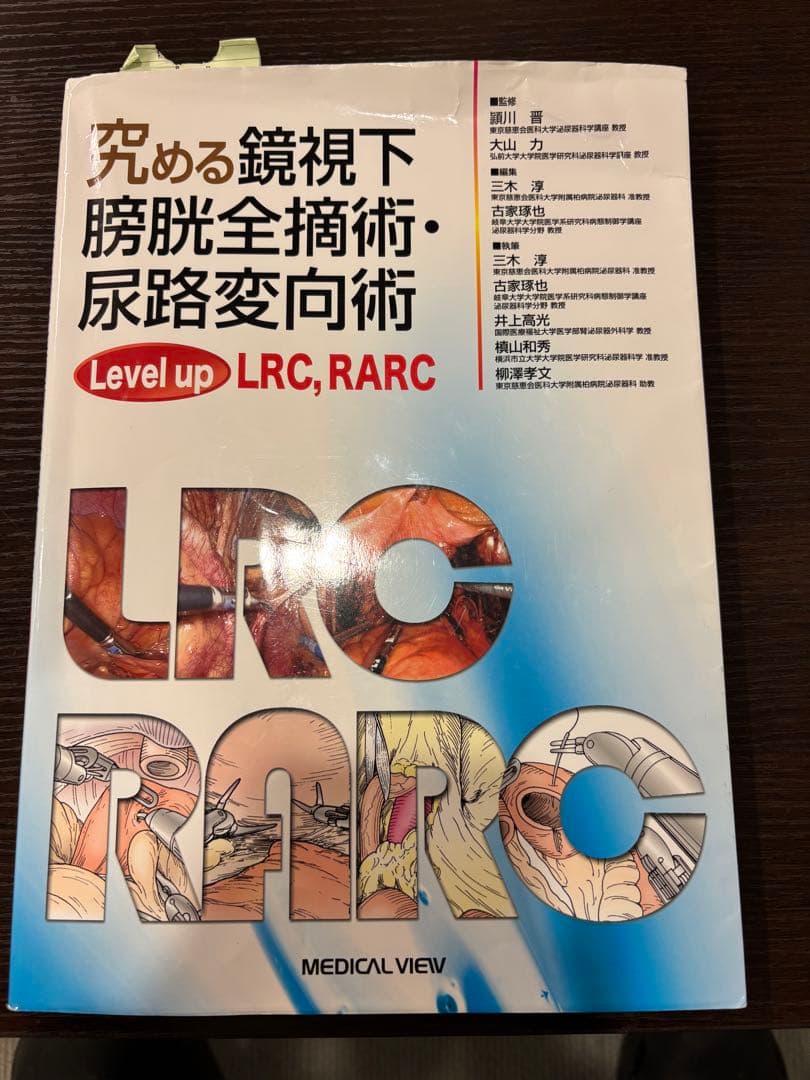 究める鏡視下
膀胱全摘術・
尿路変向術
Level up LRC, RARC
■監修
頴川 晋
東京慈恵会医科大学泌尿器科学講座 教授
大山 力
弘前大学大学院医学研究科泌尿器科学講座 教授
■編集
三木 淳
東京慈恵会医科大学附属柏病院泌尿器科 准教授
古家琢也
岐阜大学大学院医学系研究科病態制御学講座
泌尿器科学分野 教授
■執筆
三木 淳
東京慈恵会医科大学附属柏病院泌尿器科 准教授
古家琢也
岐阜大学大学院医学系研究科病態制御学講座
泌尿器科学分野 教授
井上高光
国際医療福祉大学医学部腎泌尿器外科学 教授
槙山和秀
横浜市立大学大学院医学研究科泌尿器科学 准教授
柳澤孝文
東京慈恵会医科大学附属柏病院泌尿器科 助教
LRC
RARC
MEDICAL VIEW